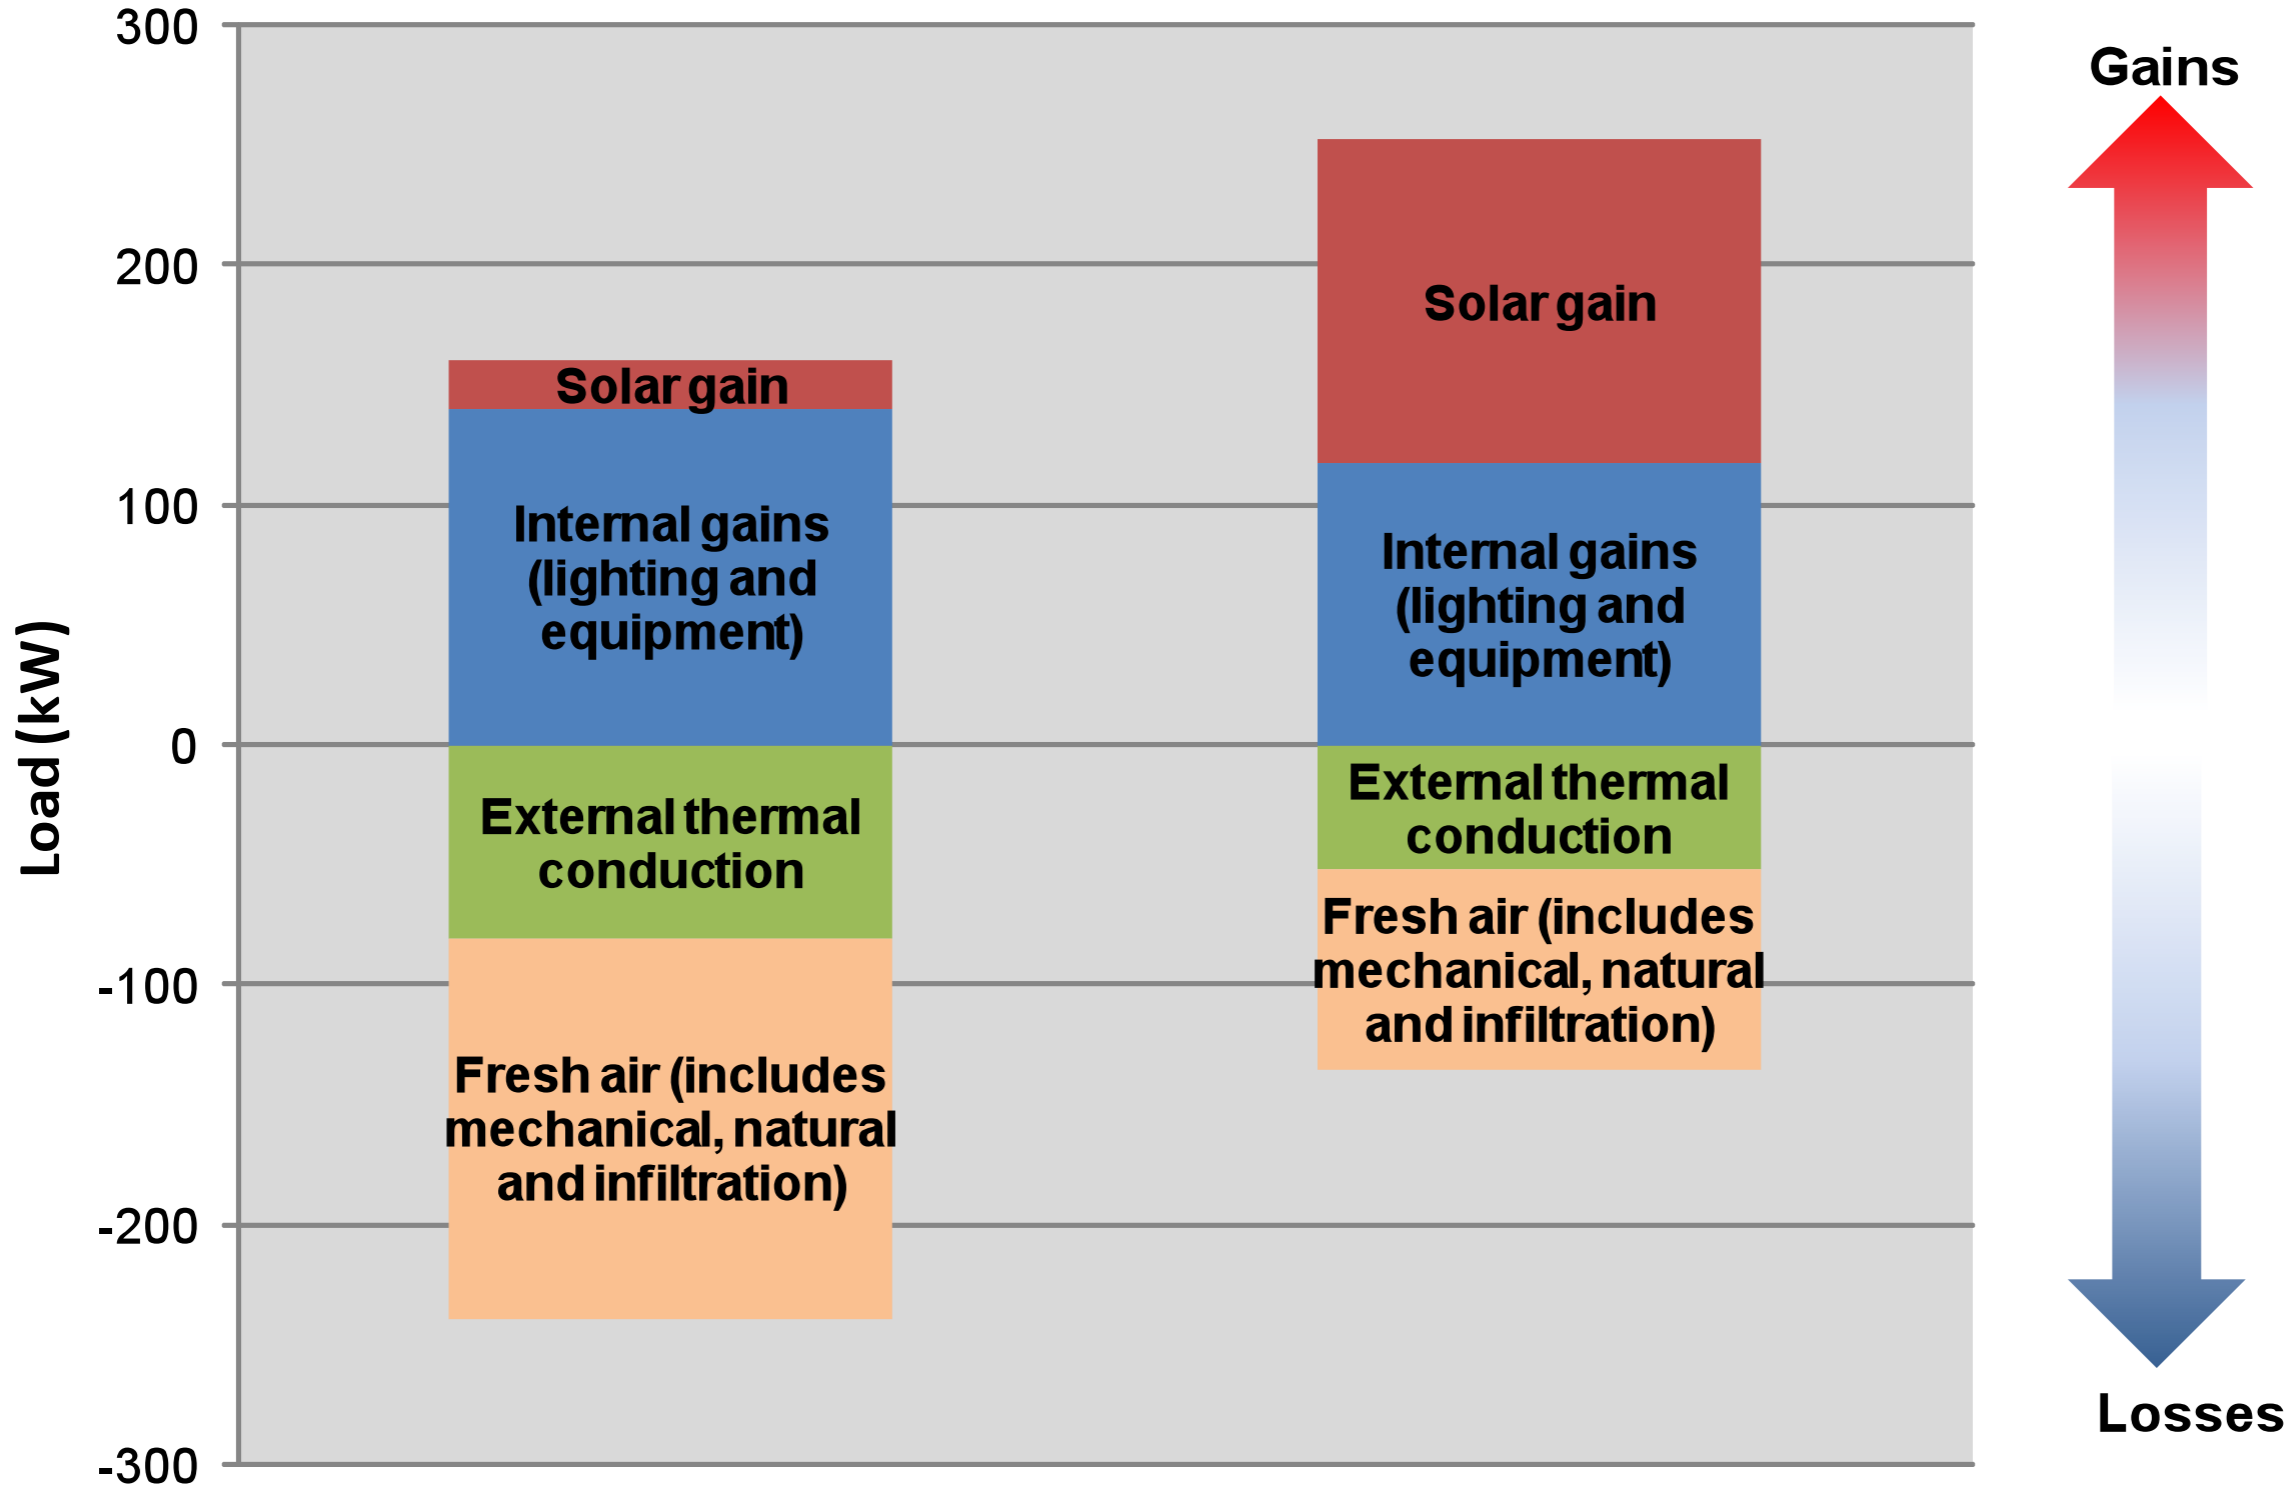 300
200
100
0
-100
-200
-300
Load (kW)
Solar gain
Internal gains
(lighting and
equipment)
External thermal
conduction
Fresh air (includes
mechanical, natural
and infiltration)
Solar gain
Internal gains
(lighting and
equipment)
External thermal
conduction
Fresh air (includes
mechanical, natural
and infiltration)
Gains
Losses